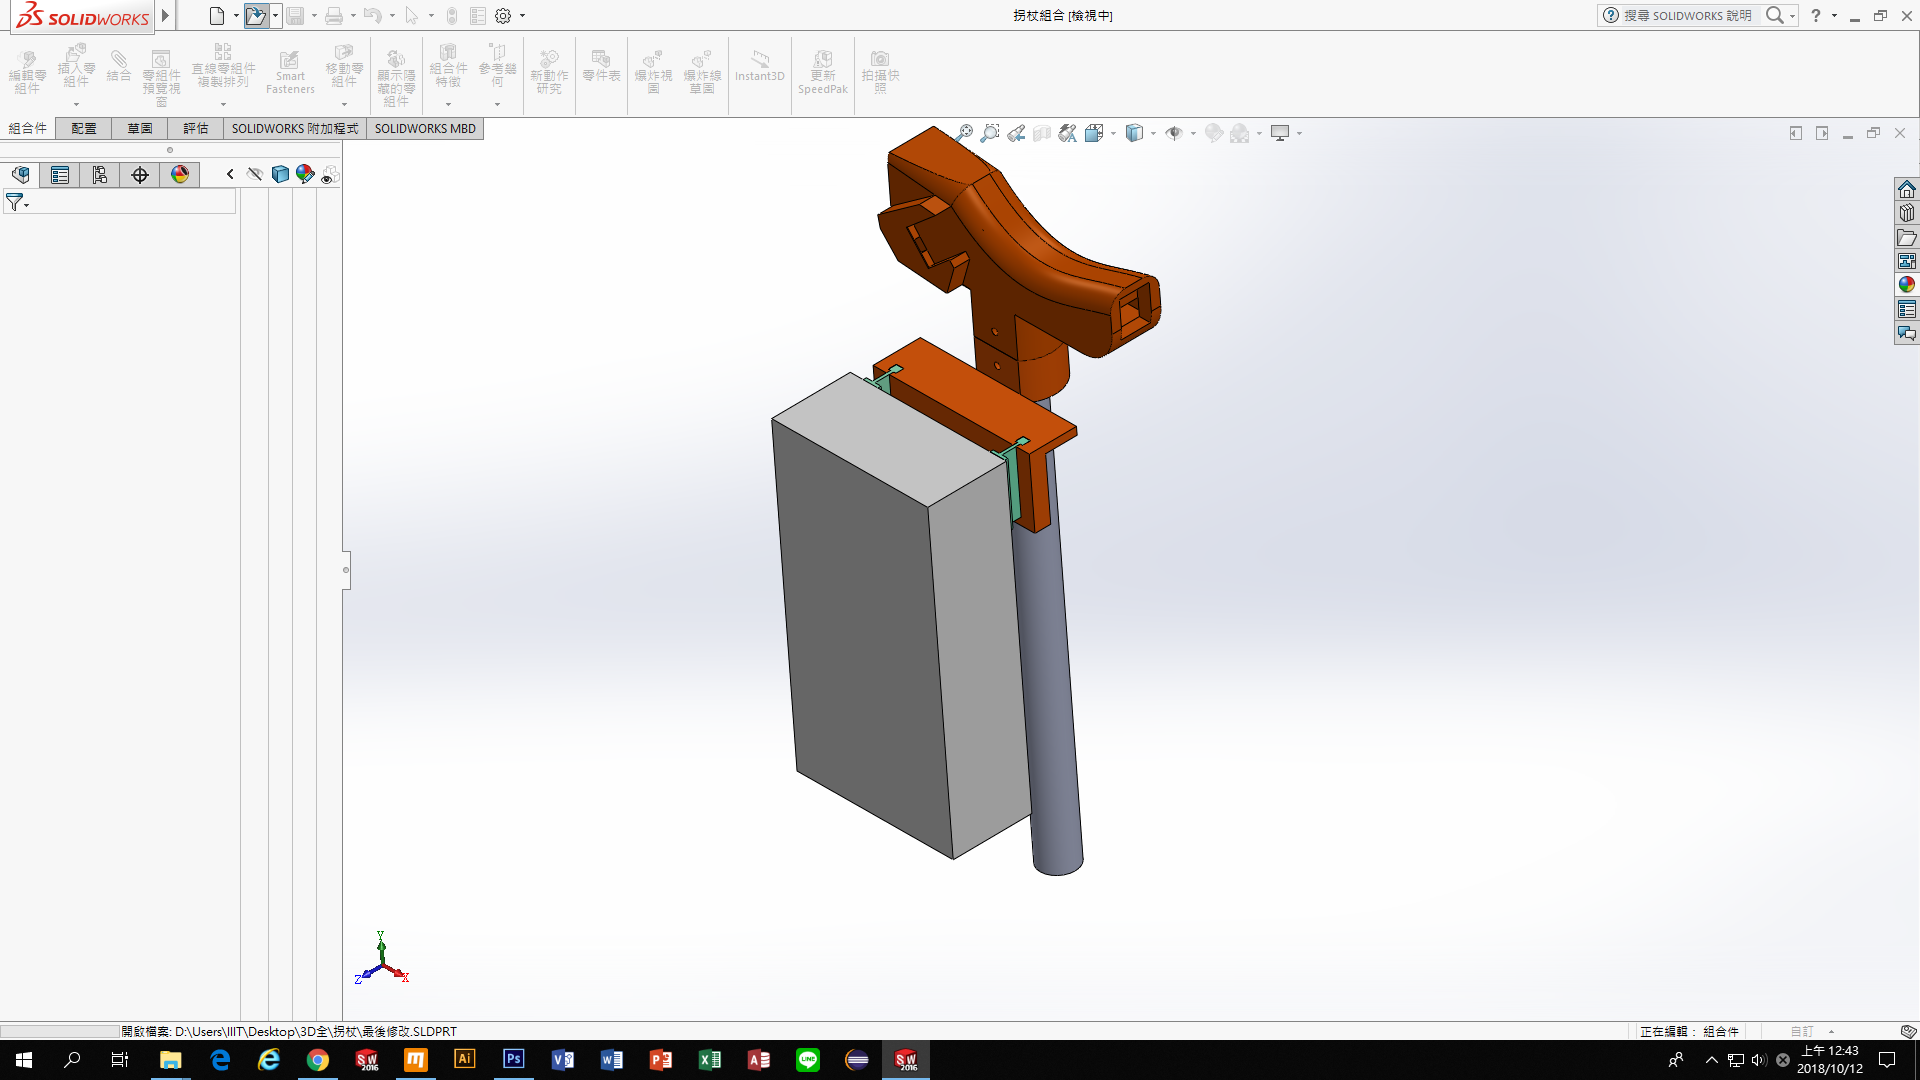 SOLIDWORKS
拐杖組合 [檢視中]
搜尋 SOLIDWORKS 說明
編輯零
組件
插入零
組件
結合
零組件
預覽視
窗
直線零組件
複製排列
Smart
Fasteners
移動零
組件
顯示隱
藏的零
組件
組合件
特徵
參考幾
何
新動作
研究
零件表
爆炸視
圖
爆炸線
草圖
Instant3D
更新
SpeedPak
拍攝快
照
組合件
配置
草圖
評估
SOLIDWORKS 附加程式
SOLIDWORKS MBD
Y
Z
X
開啟檔案: D:\Users\IIIT\Desktop\3D全\拐杖\最後修改.SLDPRT
正在編輯： 組合件
自訂
SW
2016
Ai
Ps
LINE
SW
2016
上午 12:43
2018/10/12